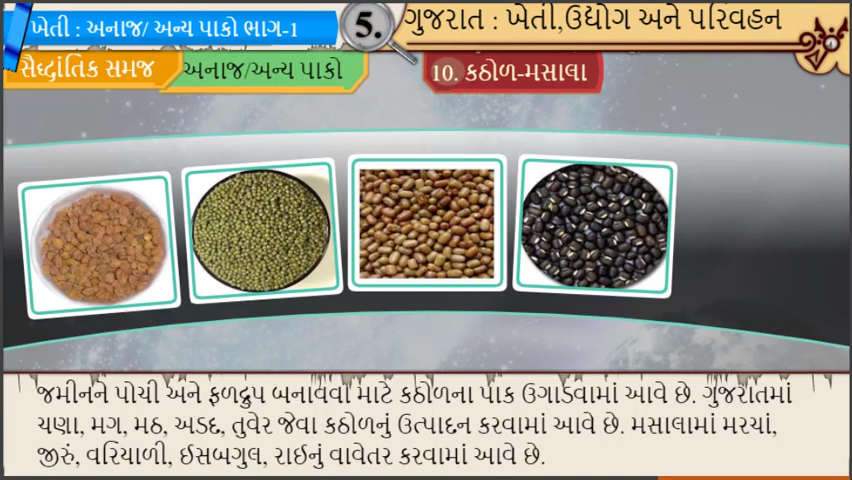 ખેતી : અનાજ/ અન્ય પાકો ભાગ-1
5.
ગુજરાત : ખેતી,ઉદ્યોગ અને પરિવહન
સૈદ્ધાંતિક સમજ
અનાજ/અન્ય પાકો
10. કઠોળ-મસાલા
જમીનને પોચી અને ફળદ્રુપ બનાવવા માટે કઠોળના પાક ઉગાડવામાં આવે છે. ગુજરાતમાં
ચણા, મગ, મઠ, અડદ, તુવેર જેવા કઠોળનું ઉત્પાદન કરવામાં આવે છે. મસાલામાં મરચાં,
જીરું, વરિયાળી, ઈસબગુલ, રાઈનું વાવેતર કરવામાં આવે છે.